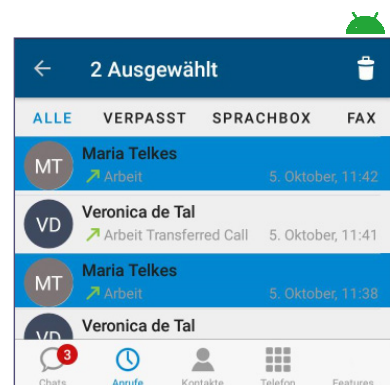 2 Ausgewählt
ALLE VERPASST SPRACHBOX FAX
MT
Maria Telkes
Arbeit 5. Oktober, 11:42
VD
Veronica de Tal
Arbeit Transferred Call 5. Oktober, 11:41
MT
Maria Telkes
Arbeit 5. Oktober, 11:38
VD
Veronica de Tal
3
Chats Anrufe Kontakte Telefon Features